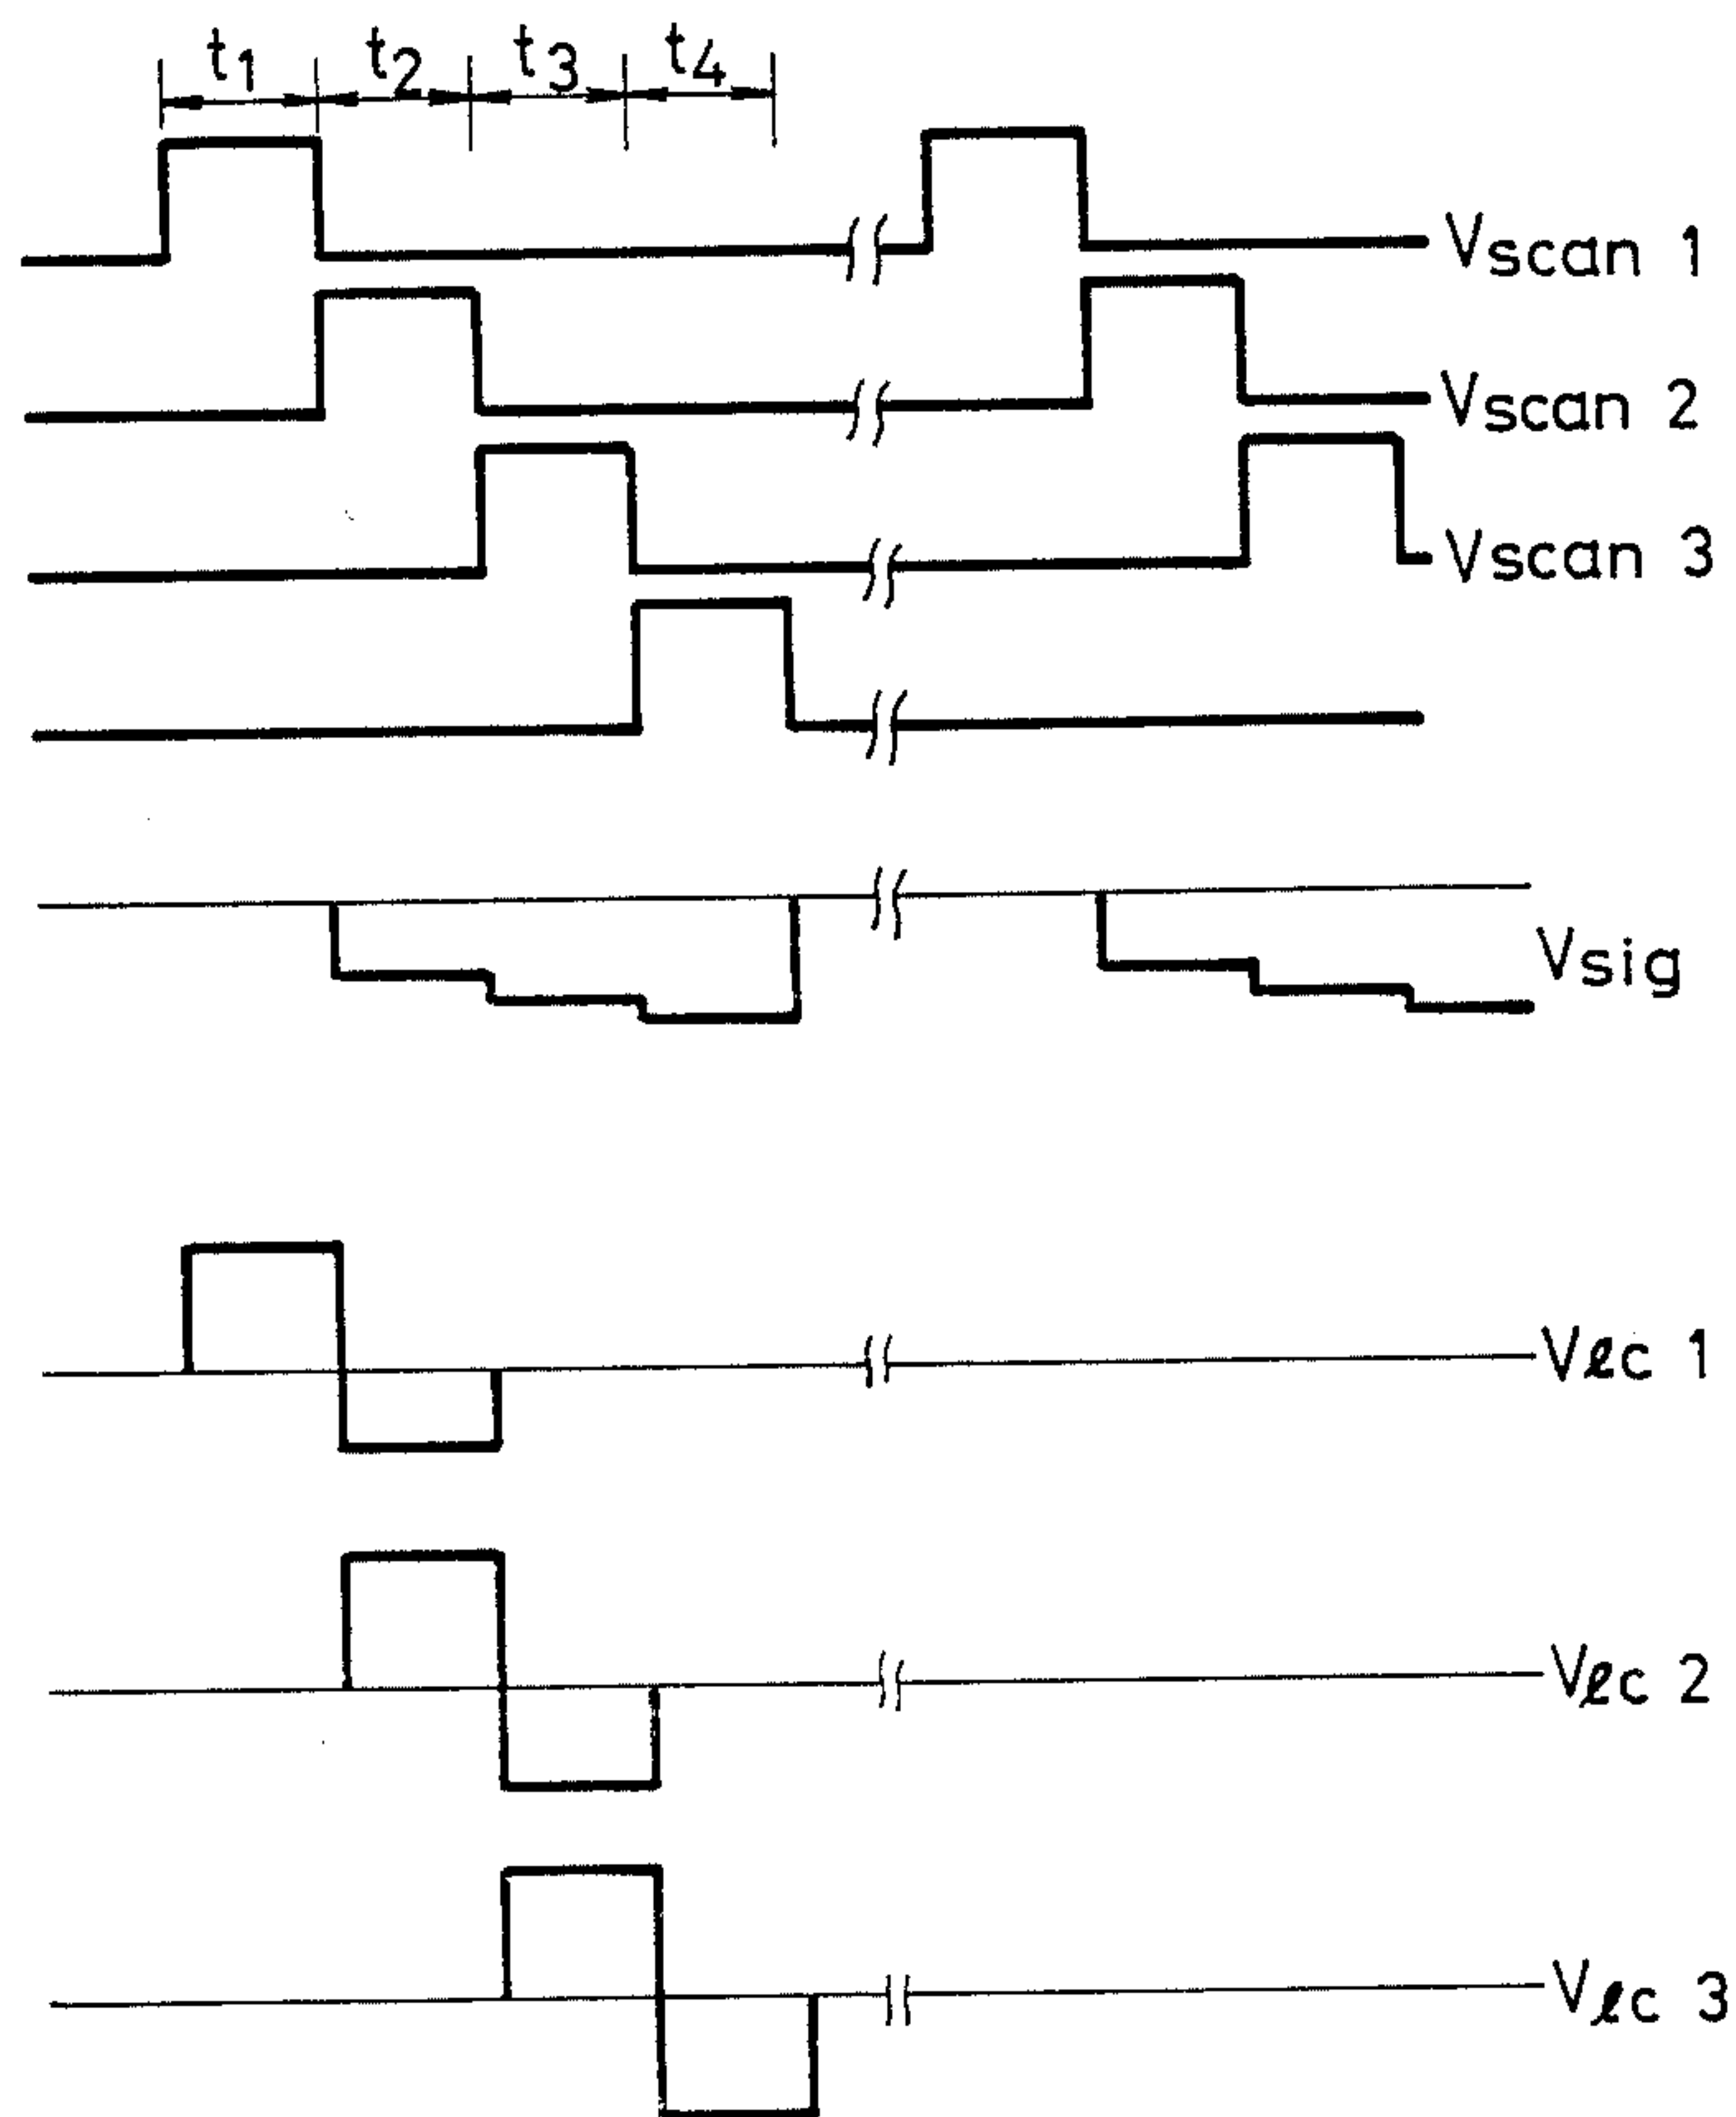 t1 t2 t3 t4
Vscan 1
Vscan 2
Vscan 3
Vsig
Vℓc 1
Vℓc 2
Vℓc 3